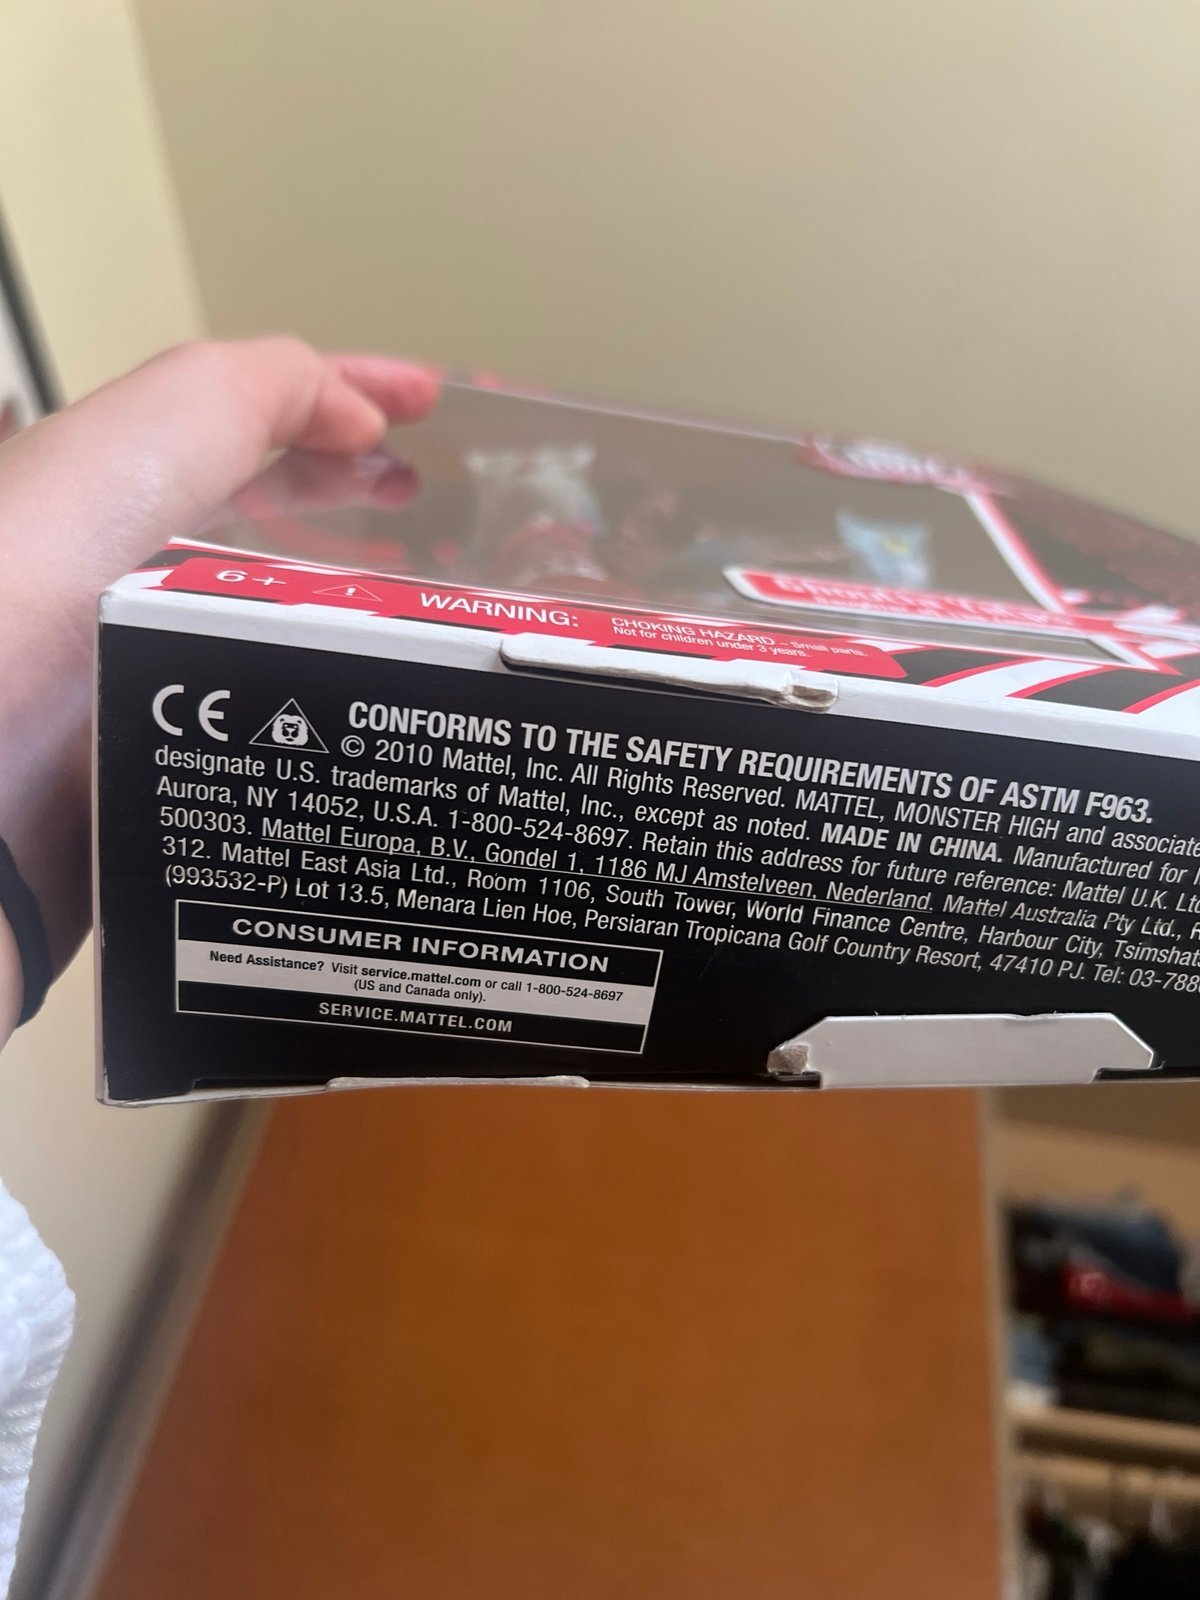 6+ WARNING: CHOKING HAZARD – Small parts.
Not for children under 3 years.
CE CONFORMS TO THE SAFETY REQUIREMENTS OF ASTM F963.
© 2010 Mattel, Inc. All Rights Reserved. MATTEL, MONSTER HIGH and associate
designate U.S. trademarks of Mattel, Inc., except as noted. MADE IN CHINA. Manufactured for
Aurora, NY 14052, U.S.A. 1-800-524-8697. Retain this address for future reference: Mattel U.K. Ltd
500303. Mattel Europa, B.V., Gondel 1, 1186 MJ Amstelveen, Nederland. Mattel Australia Pty Ltd.,
312. Mattel East Asia Ltd., Room 1106, South Tower, World Finance Centre, Harbour City, Tsimshats
(993532-P) Lot 13.5, Menara Lien Hoe, Persiaran Tropicana Golf Country Resort, 47410 PJ. Tel: 03-788
CONSUMER INFORMATION
Need Assistance? Visit service.mattel.com or call 1-800-524-8697
(US and Canada only).
SERVICE.MATTEL.COM